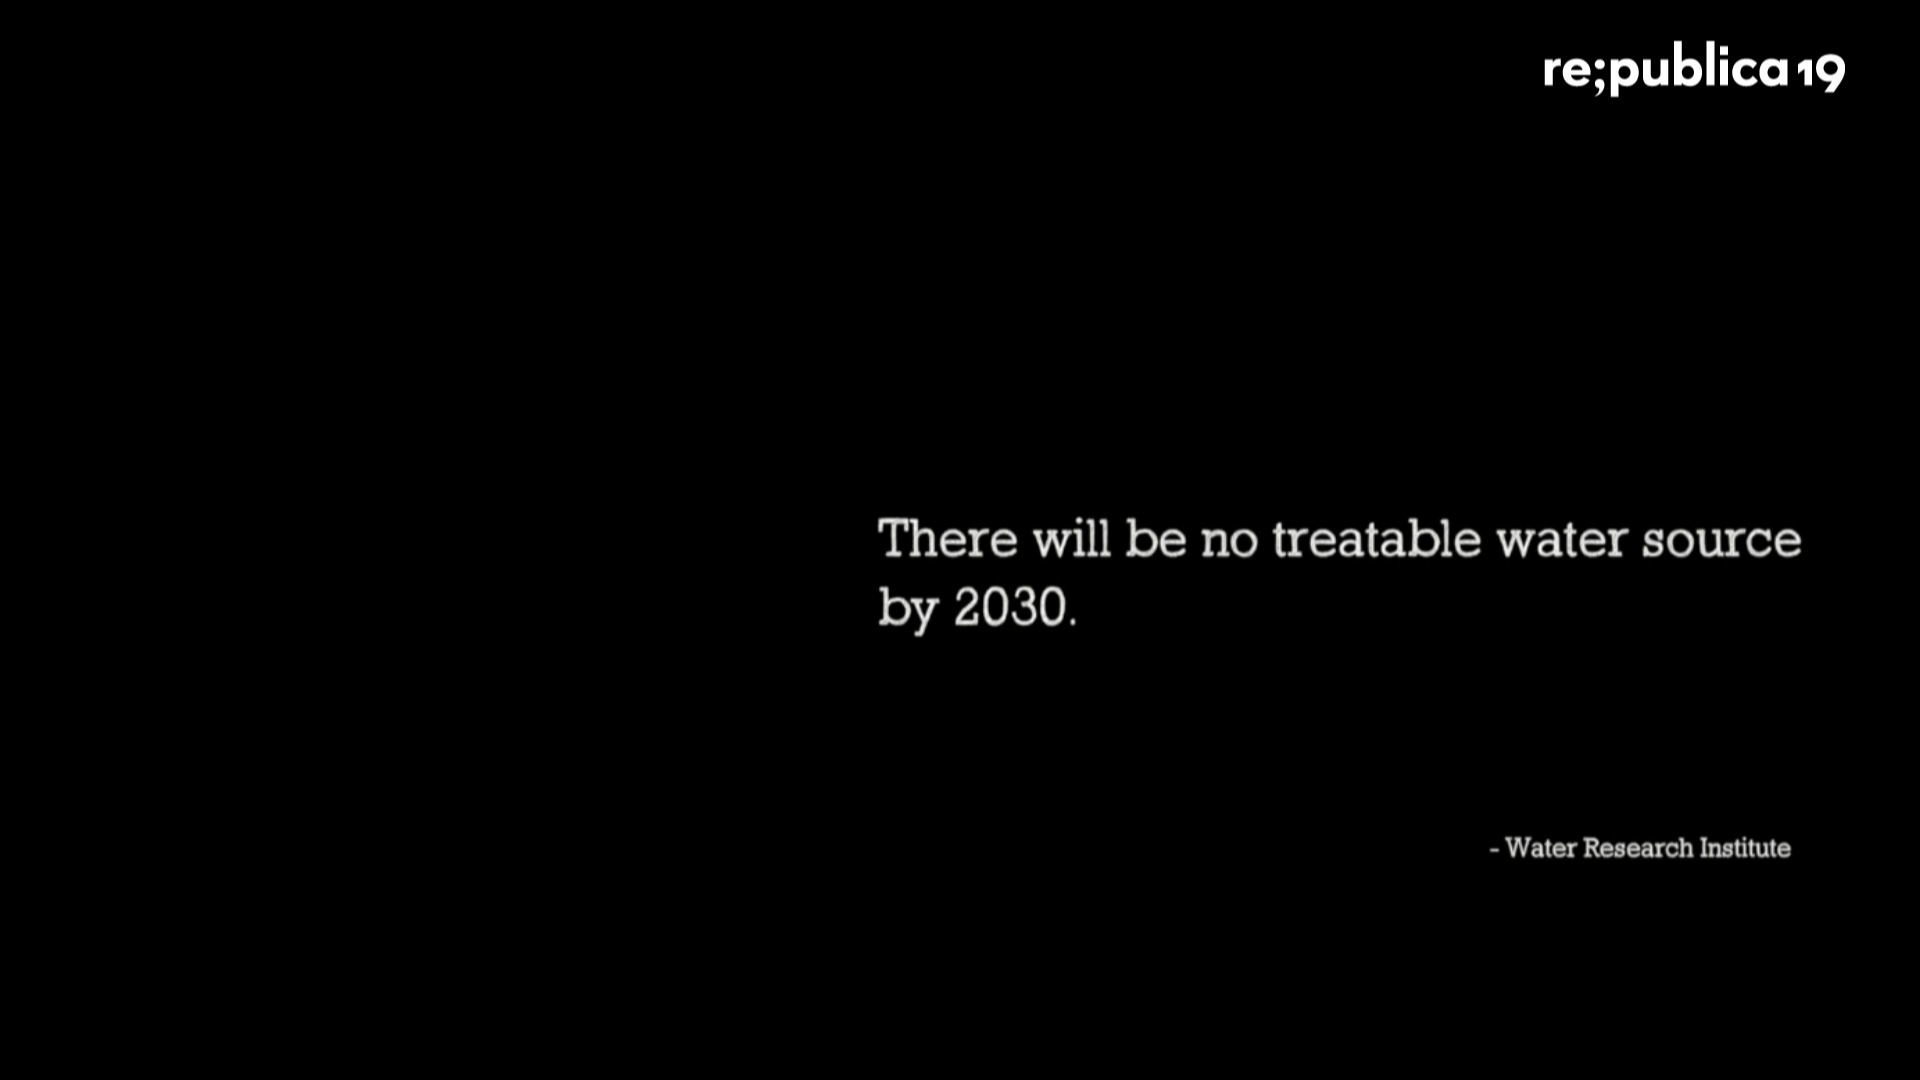 re;publica 19
There will be no treatable water source
by 2030.
- Water Research Institute